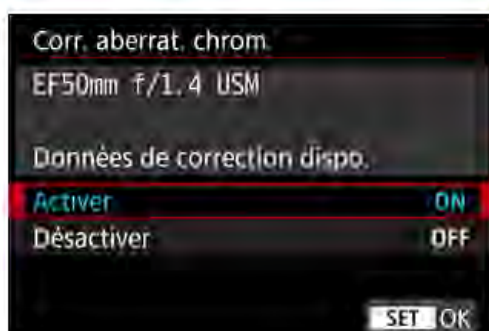 Corr. aberrat. chrom.
EF50mm f/1.4 USM
Données de correction dispo.
Activer ON
Désactiver OFF
SET OK